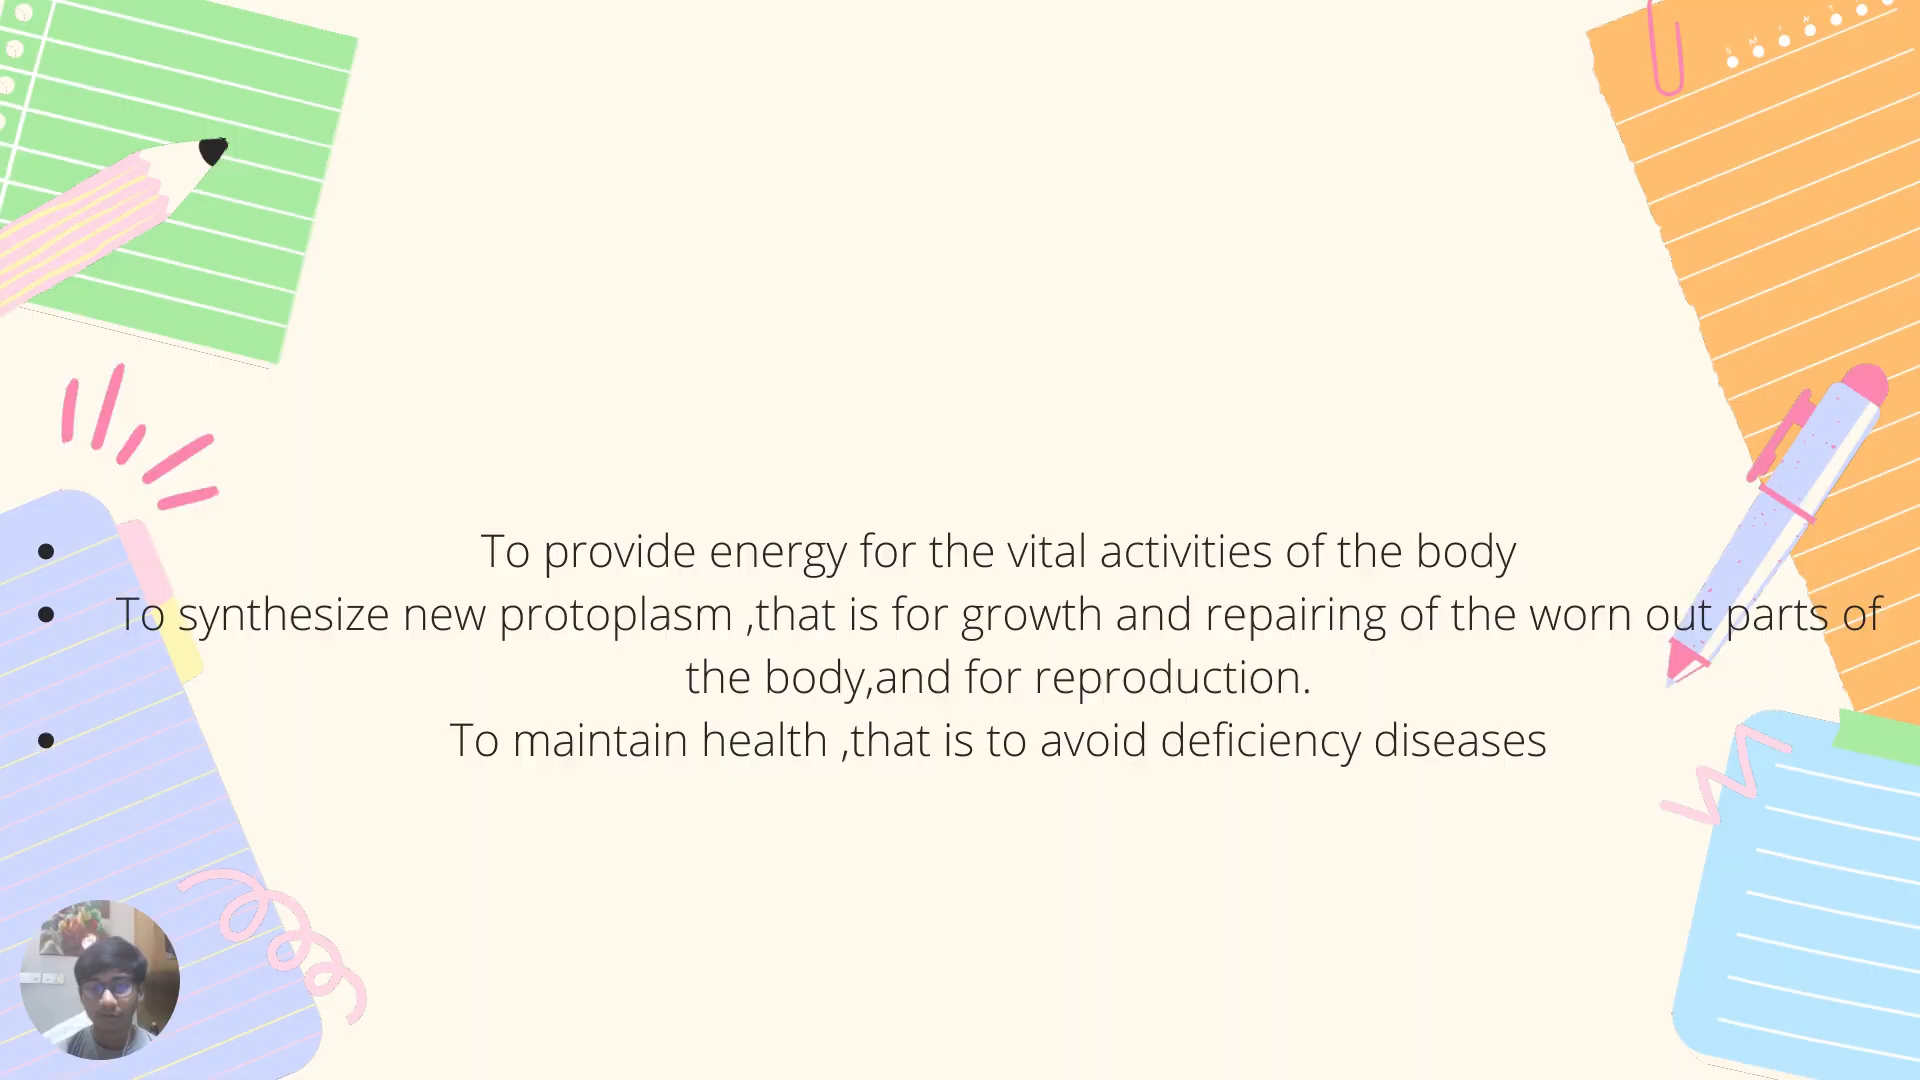 S M T W T
• To provide energy for the vital activities of the body
• To synthesize new protoplasm ,that is for growth and repairing of the worn out parts of
the body,and for reproduction.
• To maintain health ,that is to avoid deficiency diseases